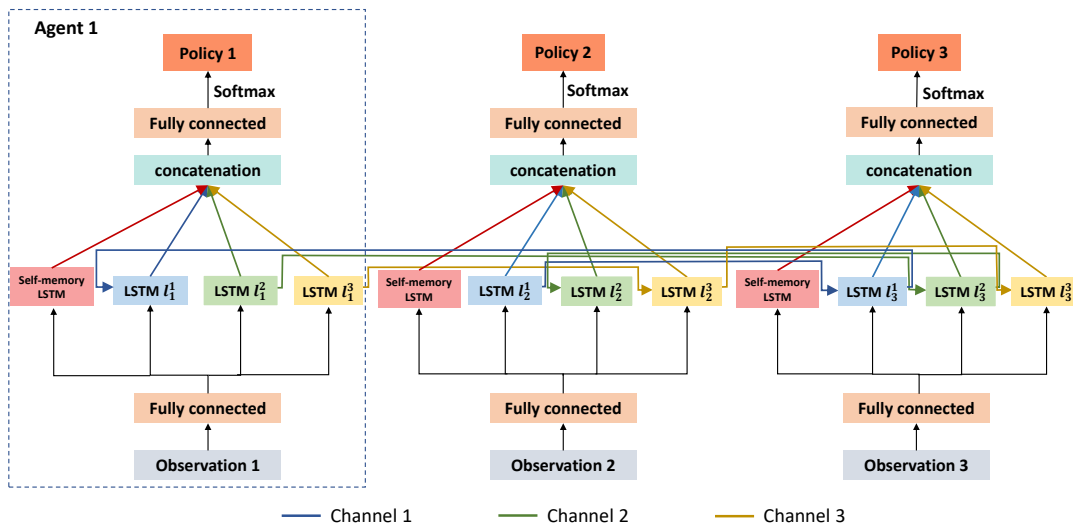 Agent 1
Policy 1 Policy 2 Policy 3
Softmax Softmax Softmax
Fully connected Fully connected Fully connected
concatenation concatenation concatenation
Self-memory LSTM $l_1^1$ LSTM $l_1^2$ LSTM $l_1^3$ Self-memory LSTM $l_2^1$ LSTM $l_2^2$ LSTM $l_2^3$ Self-memory LSTM $l_3^1$ LSTM $l_3^2$ LSTM $l_3^3$
LSTM LSTM LSTM
Fully connected Fully connected Fully connected
Observation 1 Observation 2 Observation 3
Channel 1 Channel 2 Channel 3